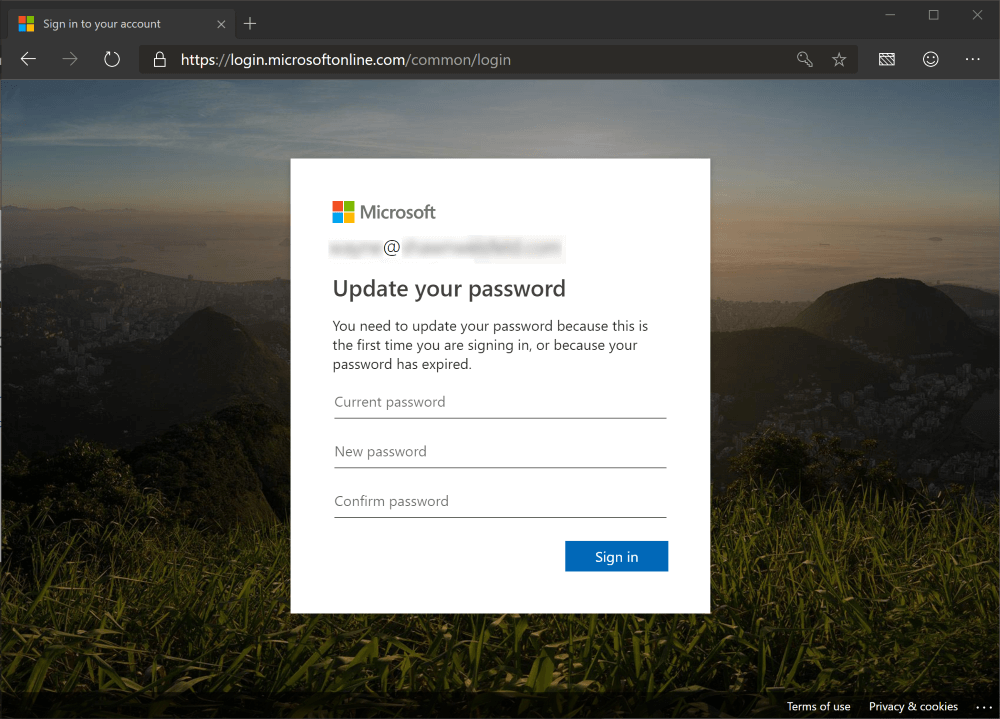 Sign in to your account
https://login.microsoftonline.com/common/login
Microsoft
@
Update your password
You need to update your password because this is
the first time you are signing in, or because your
password has expired.
Current password
New password
Confirm password
Sign in
Terms of use Privacy & cookies